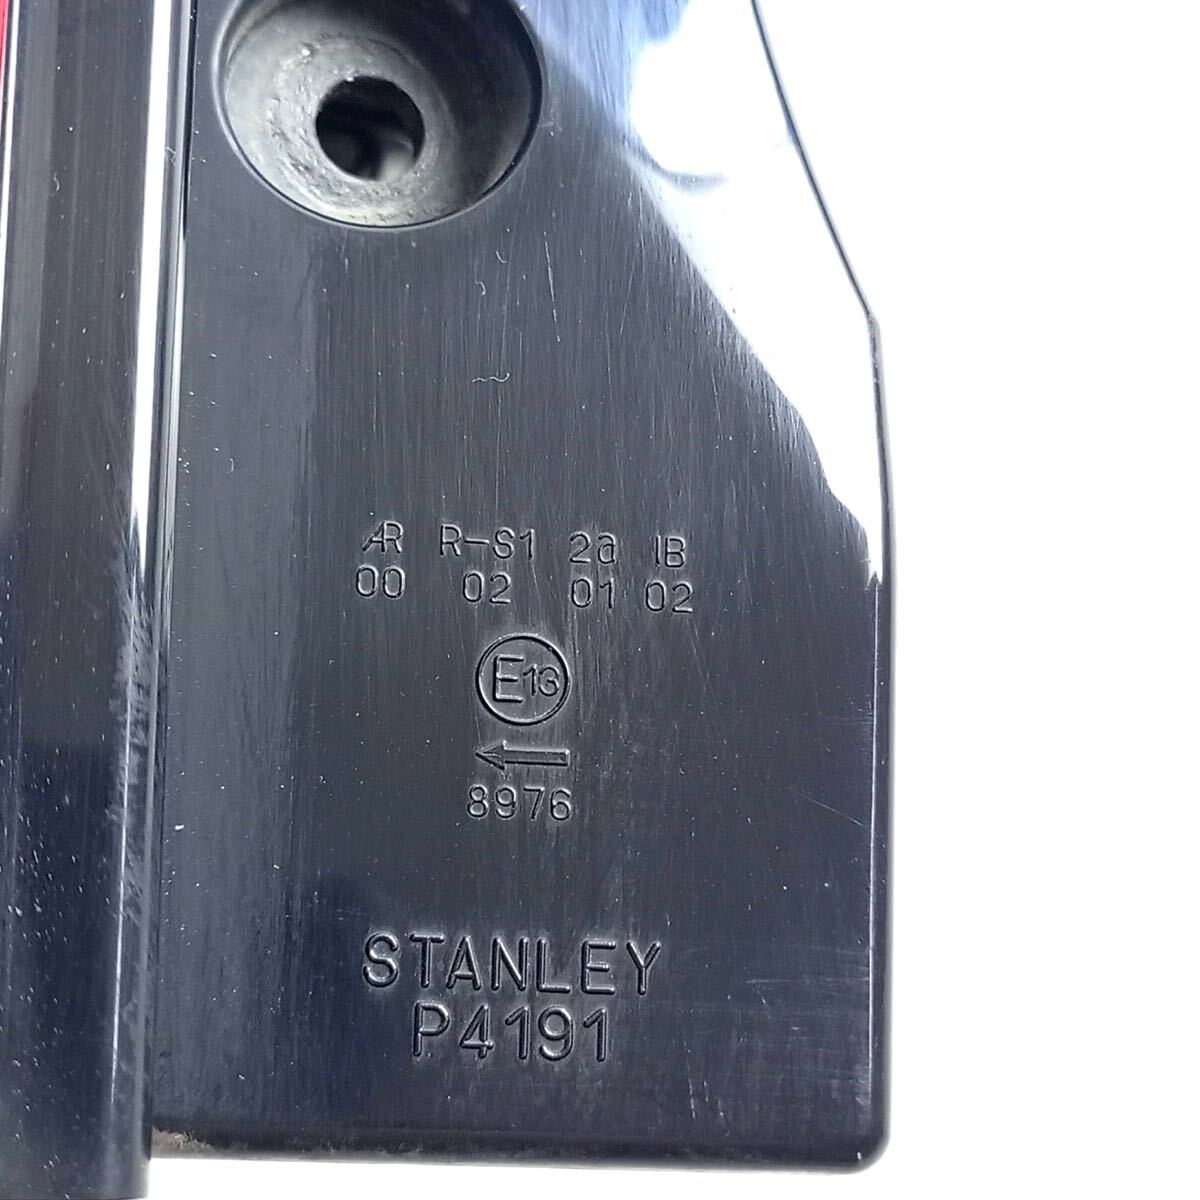 AR R-S1 2a IB
00 02 01 02
E13
←
8976
STANLEY
P4191